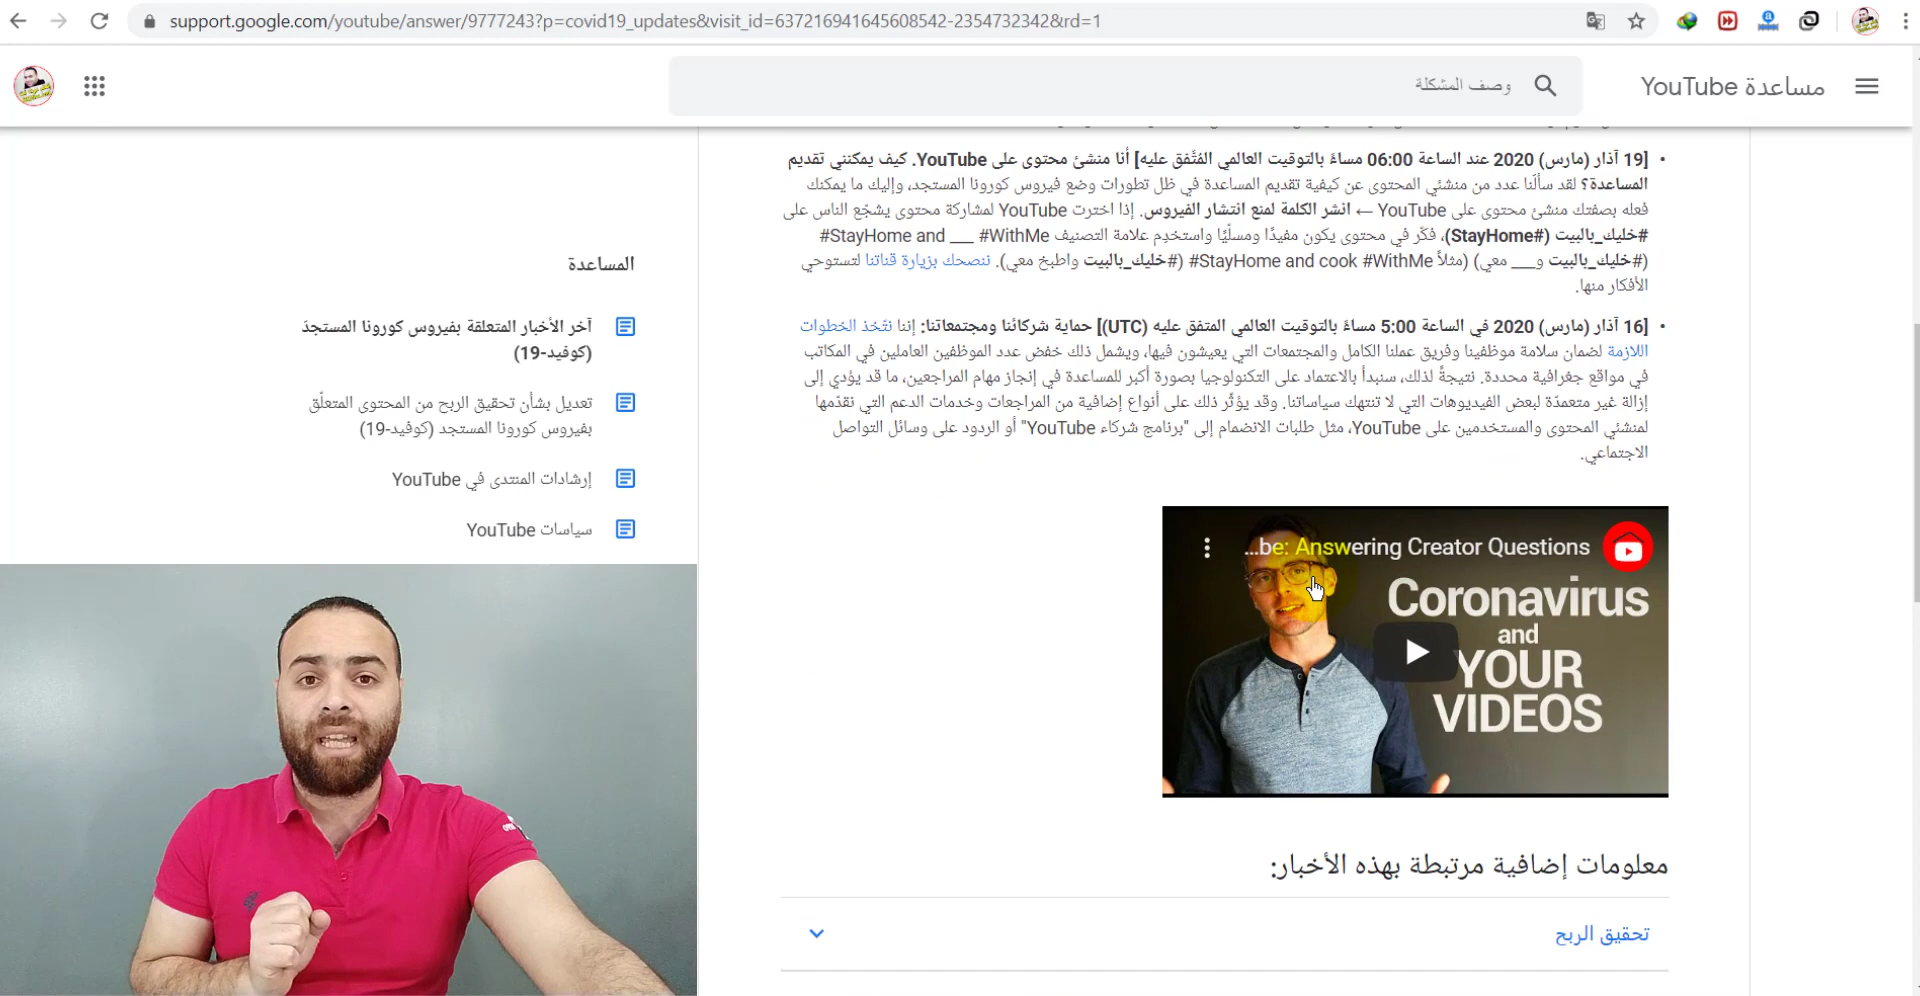 support.google.com/youtube/answer/9777243?p=covid19_updates&visit_id=637216941645608542-2354732342&rd=1
مساعدة YouTube
وصف المشكلة
[19 آذار (مارس) 2020 عند الساعة 06:00 مساءً بالتوقيت العالمي المُتَّفق عليه] أنا منشئ محتوى على YouTube. كيف يمكنني تقديم
المساعدة؟ لقد سألَنا عدد من منشئي المحتوى عن كيفية تقديم المساعدة في ظل تطورات وضع فيروس كورونا المستجد، وإليك ما يمكنك
فعله بصفتك منشئ محتوى على YouTube ← انشر الكلمة لمنع انتشار الفيروس. إذا اخترت YouTube لمشاركة محتوى يشجّع الناس على
#خليك_بالبيت (#StayHome)، فكّر في محتوى يكون مفيدًا ومسلّيًا واستخدِم علامة التصنيف StayHome and ___ #WithMe#
(#خليك_بالبيت و___ معي) (مثلاً StayHome and cook #WithMe# (#خليك_بالبيت واطبخ معي). ننصحك بزيارة قناتنا لتستوحي
الأفكار منها.
[16 آذار (مارس) 2020 في الساعة 5:00 مساءً بالتوقيت العالمي المتفق عليه (UTC)] حماية شركائنا ومجتمعاتنا: إننا نتّخذ الخطوات
اللازمة لضمان سلامة موظفينا وفريق عملنا الكامل والمجتمعات التي يعيشون فيها، ويشمل ذلك خفض عدد الموظفين العاملين في المكاتب
في مواقع جغرافية محددة. نتيجةً لذلك، سنبدأ بالاعتماد على التكنولوجيا بصورة أكبر للمساعدة في إنجاز مهام المراجعين، ما قد يؤدي إلى
إزالة غير متعمدّة لبعض الفيديوهات التي لا تنتهك سياساتنا. وقد يؤثّر ذلك على أنواع إضافية من المراجعات وخدمات الدعم التي نقدّمها
لمنشئي المحتوى والمستخدمين على YouTube، مثل طلبات الانضمام إلى "برنامج شركاء YouTube" أو الردود على وسائل التواصل
الاجتماعي.
...be: Answering Creator Questions
Coronavirus
and
YOUR
VIDEOS
معلومات إضافية مرتبطة بهذه الأخبار:
تحقيق الربح
المساعدة
آخر الأخبار المتعلقة بفيروس كورونا المستجدّ
(كوفيد-19)
تعديل بشأن تحقيق الربح من المحتوى المتعلّق
بفيروس كورونا المستجد (كوفيد-19)
إرشادات المنتدى في YouTube
سياسات YouTube